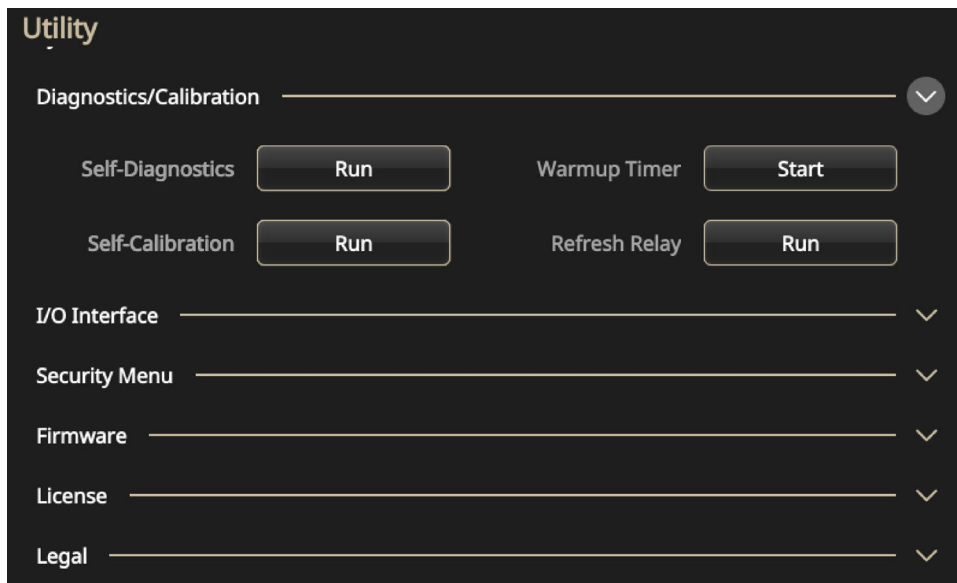 Utility
Diagnostics/Calibration
Self-Diagnostics Run Warmup Timer Start
Self-Calibration Run Refresh Relay Run
I/O Interface
Security Menu
Firmware
License
Legal